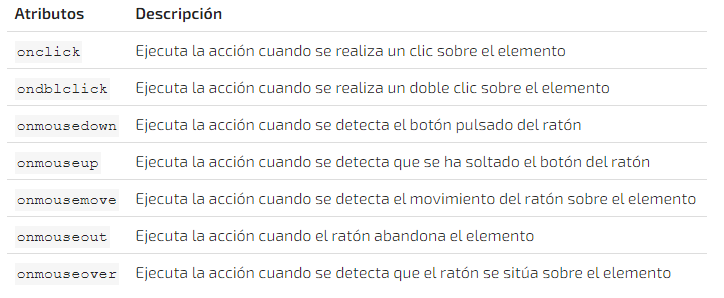 Atributos Descripción
onclick Ejecuta la acción cuando se realiza un clic sobre el elemento
ondblclick Ejecuta la acción cuando se realiza un doble clic sobre el elemento
onmousedown Ejecuta la acción cuando se detecta el botón pulsado del ratón
onmouseup Ejecuta la acción cuando se detecta que se ha soltado el botón del ratón
onmousemove Ejecuta la acción cuando se detecta el movimiento del ratón sobre el elemento
onmouseout Ejecuta la acción cuando el ratón abandona el elemento
onmouseover Ejecuta la acción cuando se detecta que el ratón se sitúa sobre el elemento